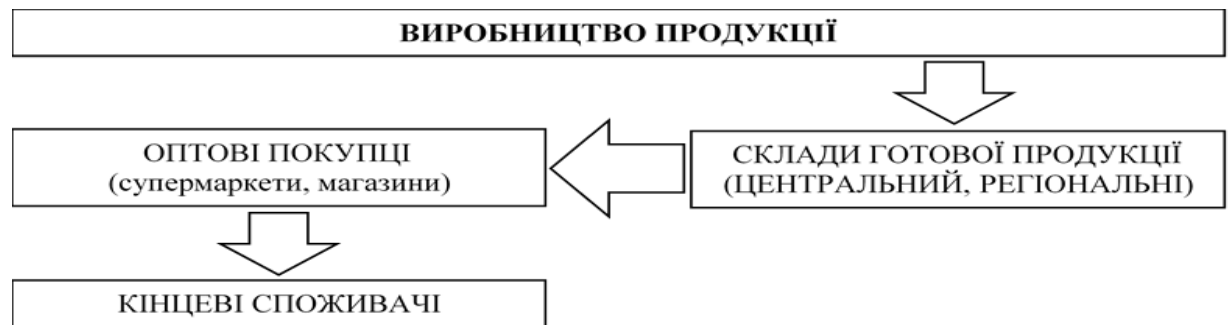 ВИРОБНИЦТВО ПРОДУКЦІЇ
ОПТОВІ ПОКУПЦІ
(супермаркети, магазини)
СКЛАДИ ГОТОВОЇ ПРОДУКЦІЇ
(ЦЕНТРАЛЬНИЙ, РЕГІОНАЛЬНІ)
КІНЦЕВІ СПОЖИВАЧІ